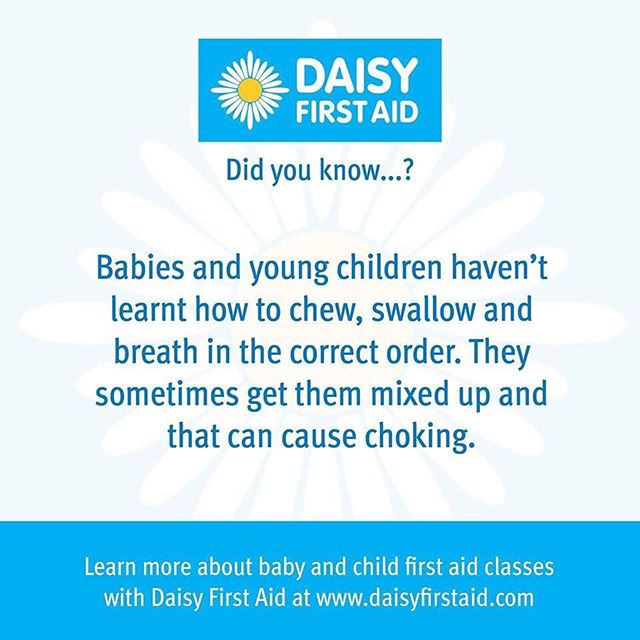 DAISY
FIRST AID
Did you know...?
Babies and young children haven't
learnt how to chew, swallow and
breath in the correct order. They
sometimes get them mixed up and
that can cause choking.
Learn more about baby and child first aid classes
with Daisy First Aid at www.daisyfirstaid.com